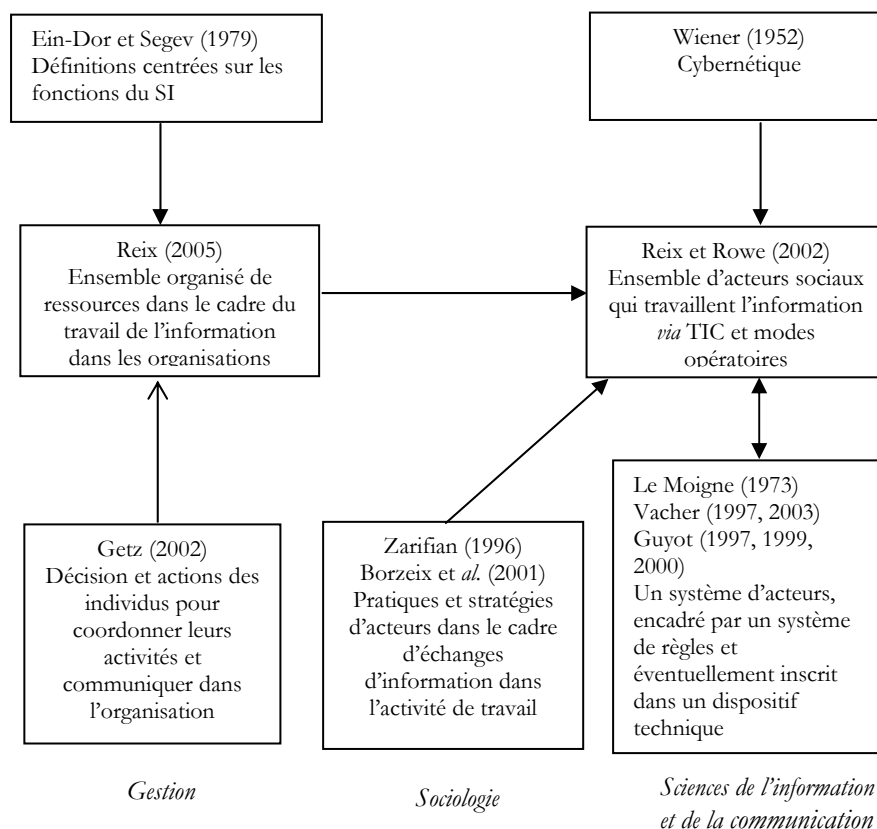 Ein-Dor et Segev (1979)
Définitions centrées sur les
fonctions du SI
Wiener (1952)
Cybernétique
Reix (2005)
Ensemble organisé de
ressources dans le cadre du
travail de l’information
dans les organisations
Reix et Rowe (2002)
Ensemble d’acteurs sociaux
qui travaillent l’information
via TIC et modes
opératoires
Getz (2002)
Décision et actions des
individus pour
coordonner leurs
activités et
communiquer dans
l’organisation
Zarifian (1996)
Borzeix et al. (2001)
Pratiques et stratégies
d’acteurs dans le cadre
d’échanges
d’information dans
l’activité de travail
Le Moigne (1973)
Vacher (1997, 2003)
Guyot (1997, 1999,
2000)
Un système d’acteurs,
encadré par un système
de règles et
éventuellement inscrit
dans un dispositif
technique
Gestion
Sociologie
Sciences de l’information
et de la communication